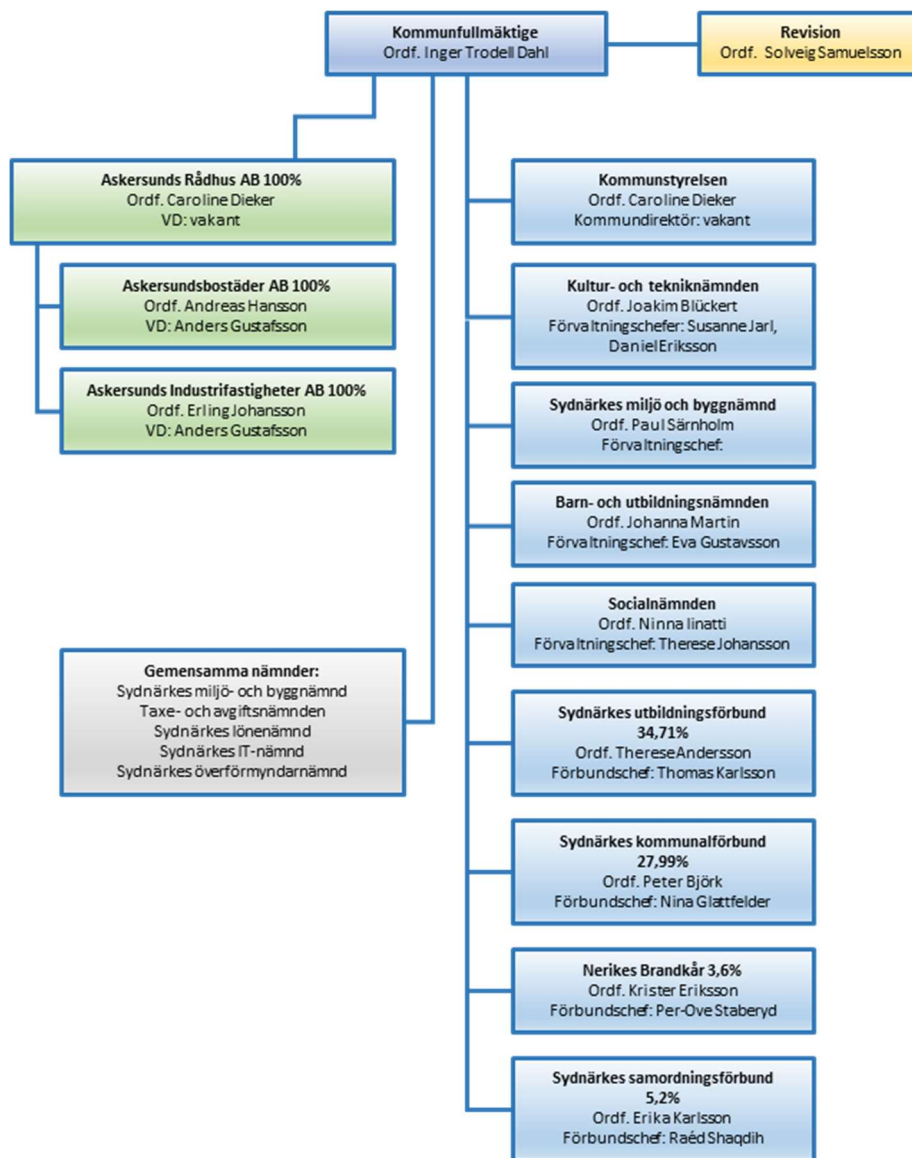 Kommunfullmäktige
Ordf. Inger Trodell Dahl
Revision
Ordf. Solveig Samuelsson
Askersunds Rådhus AB 100%
Ordf. Caroline Dieker
VD: vakant
Askersundsbostäder AB 100%
Ordf. Andreas Hansson
VD: Anders Gustafsson
Askersunds Industrifastigheter AB 100%
Ordf. Erling Johansson
VD: Anders Gustafsson
Gemensamma nämnder:
Sydnärkes miljö- och byggnämnd
Taxe- och avgiftsnämnden
Sydnärkes lönenämnd
Sydnärkes IT-nämnd
Sydnärkes överförmyndarnämnd
Kommunstyrelsen
Ordf. Caroline Dieker
Kommundirektör: vakant
Kultur- och tekniknämnden
Ordf. Joakim Blückert
Förvaltningschefer: Susanne Jarl,
Daniel Eriksson
Sydnärkes miljö och byggnämnd
Ordf. Paul Särnholm
Förvaltningschef:
Barn- och utbildningsnämnden
Ordf. Johanna Martin
Förvaltningschef: Eva Gustavsson
Socialnämnden
Ordf. Ninna Iinatti
Förvaltningschef: Therese Johansson
Sydnärkes utbildningsförbund
34,71%
Ordf. Therese Andersson
Förbundschef: Thomas Karlsson
Sydnärkes kommunalförbund
27,99%
Ordf. Peter Björk
Förbundschef: Nina Glattfelder
Nerikes Brandkår 3,6%
Ordf. Krister Eriksson
Förbundschef: Per-Ove Staberyd
Sydnärkes samordningsförbund
5,2%
Ordf. Erika Karlsson
Förbundschef: Raéd Shaqdih